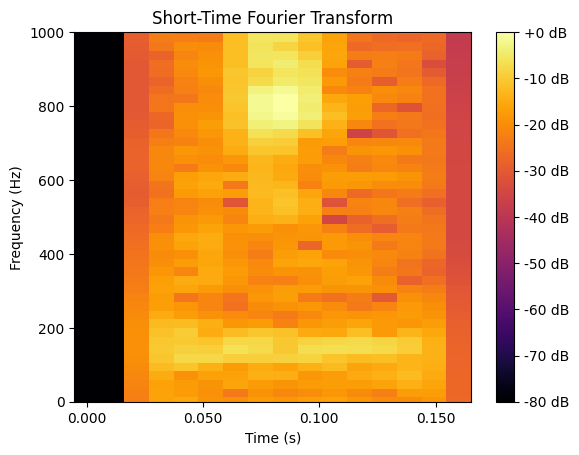 Short-Time Fourier Transform
1000
800
600
400
200
0
Frequency (Hz)
0.000
0.050
0.100
0.150
Time (s)
+0 dB
-10 dB
-20 dB
-30 dB
-40 dB
-50 dB
-60 dB
-70 dB
-80 dB